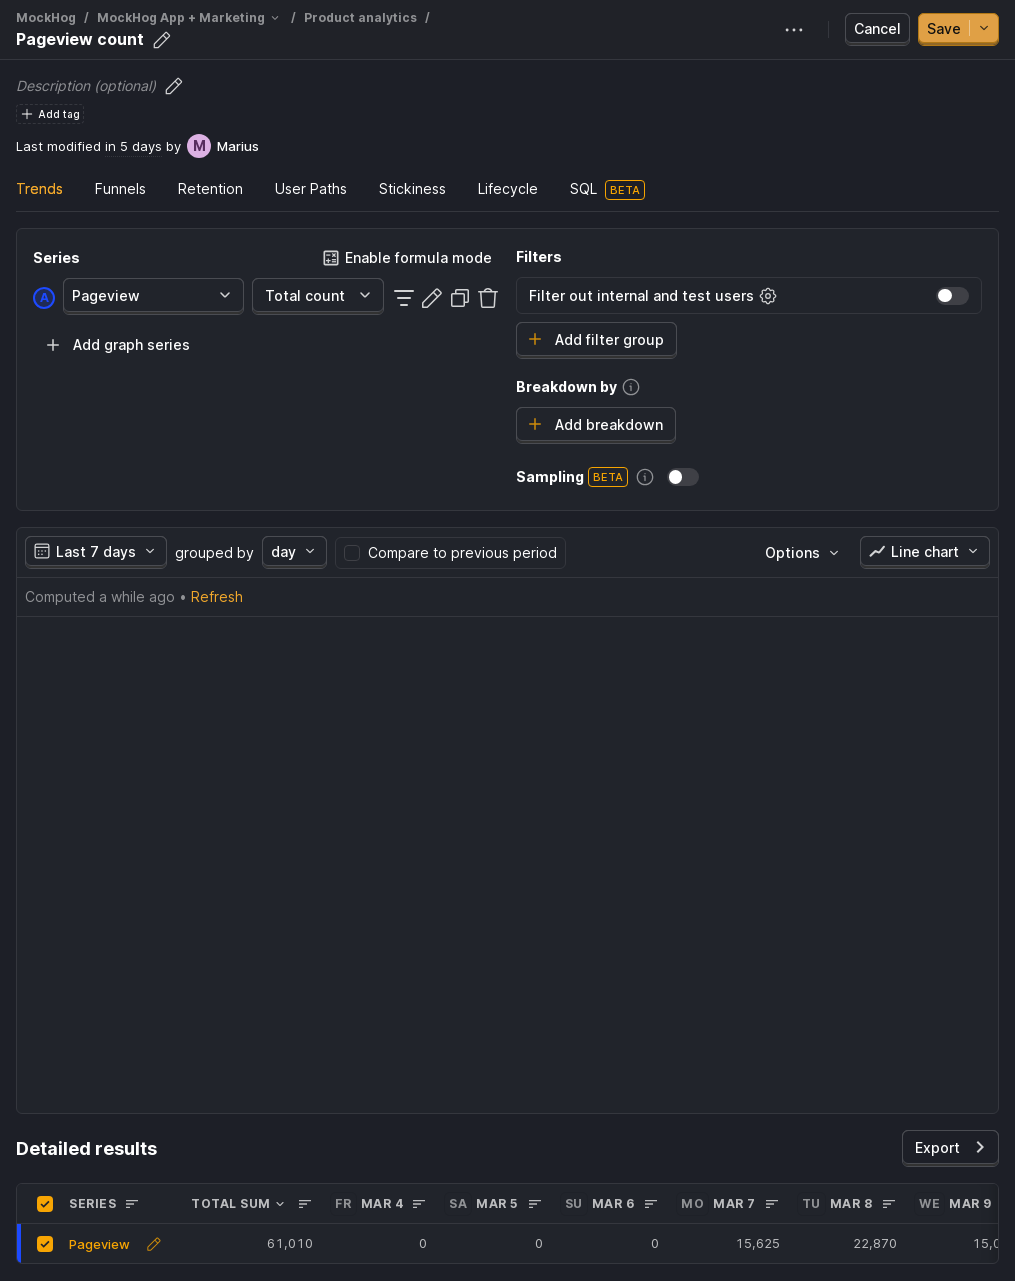 MockHog / MockHog App + Marketing / Product analytics /
Pageview count
Cancel
Save
Description (optional)
Add tag
Last modified in 5 days by M Marius
Trends Funnels Retention User Paths Stickiness Lifecycle SQL BETA
Series
Enable formula mode
A Pageview Total count
Add graph series
Filters
Filter out internal and test users
Add filter group
Breakdown by
Add breakdown
Sampling BETA
Last 7 days grouped by day Compare to previous period Options Line chart
Computed a while ago • Refresh
Detailed results
Export
SERIES TOTAL SUM FR MAR 4 SA MAR 5 SU MAR 6 MO MAR 7 TU MAR 8 WE MAR 9
Pageview 61,010 0 0 0 15,625 22,870